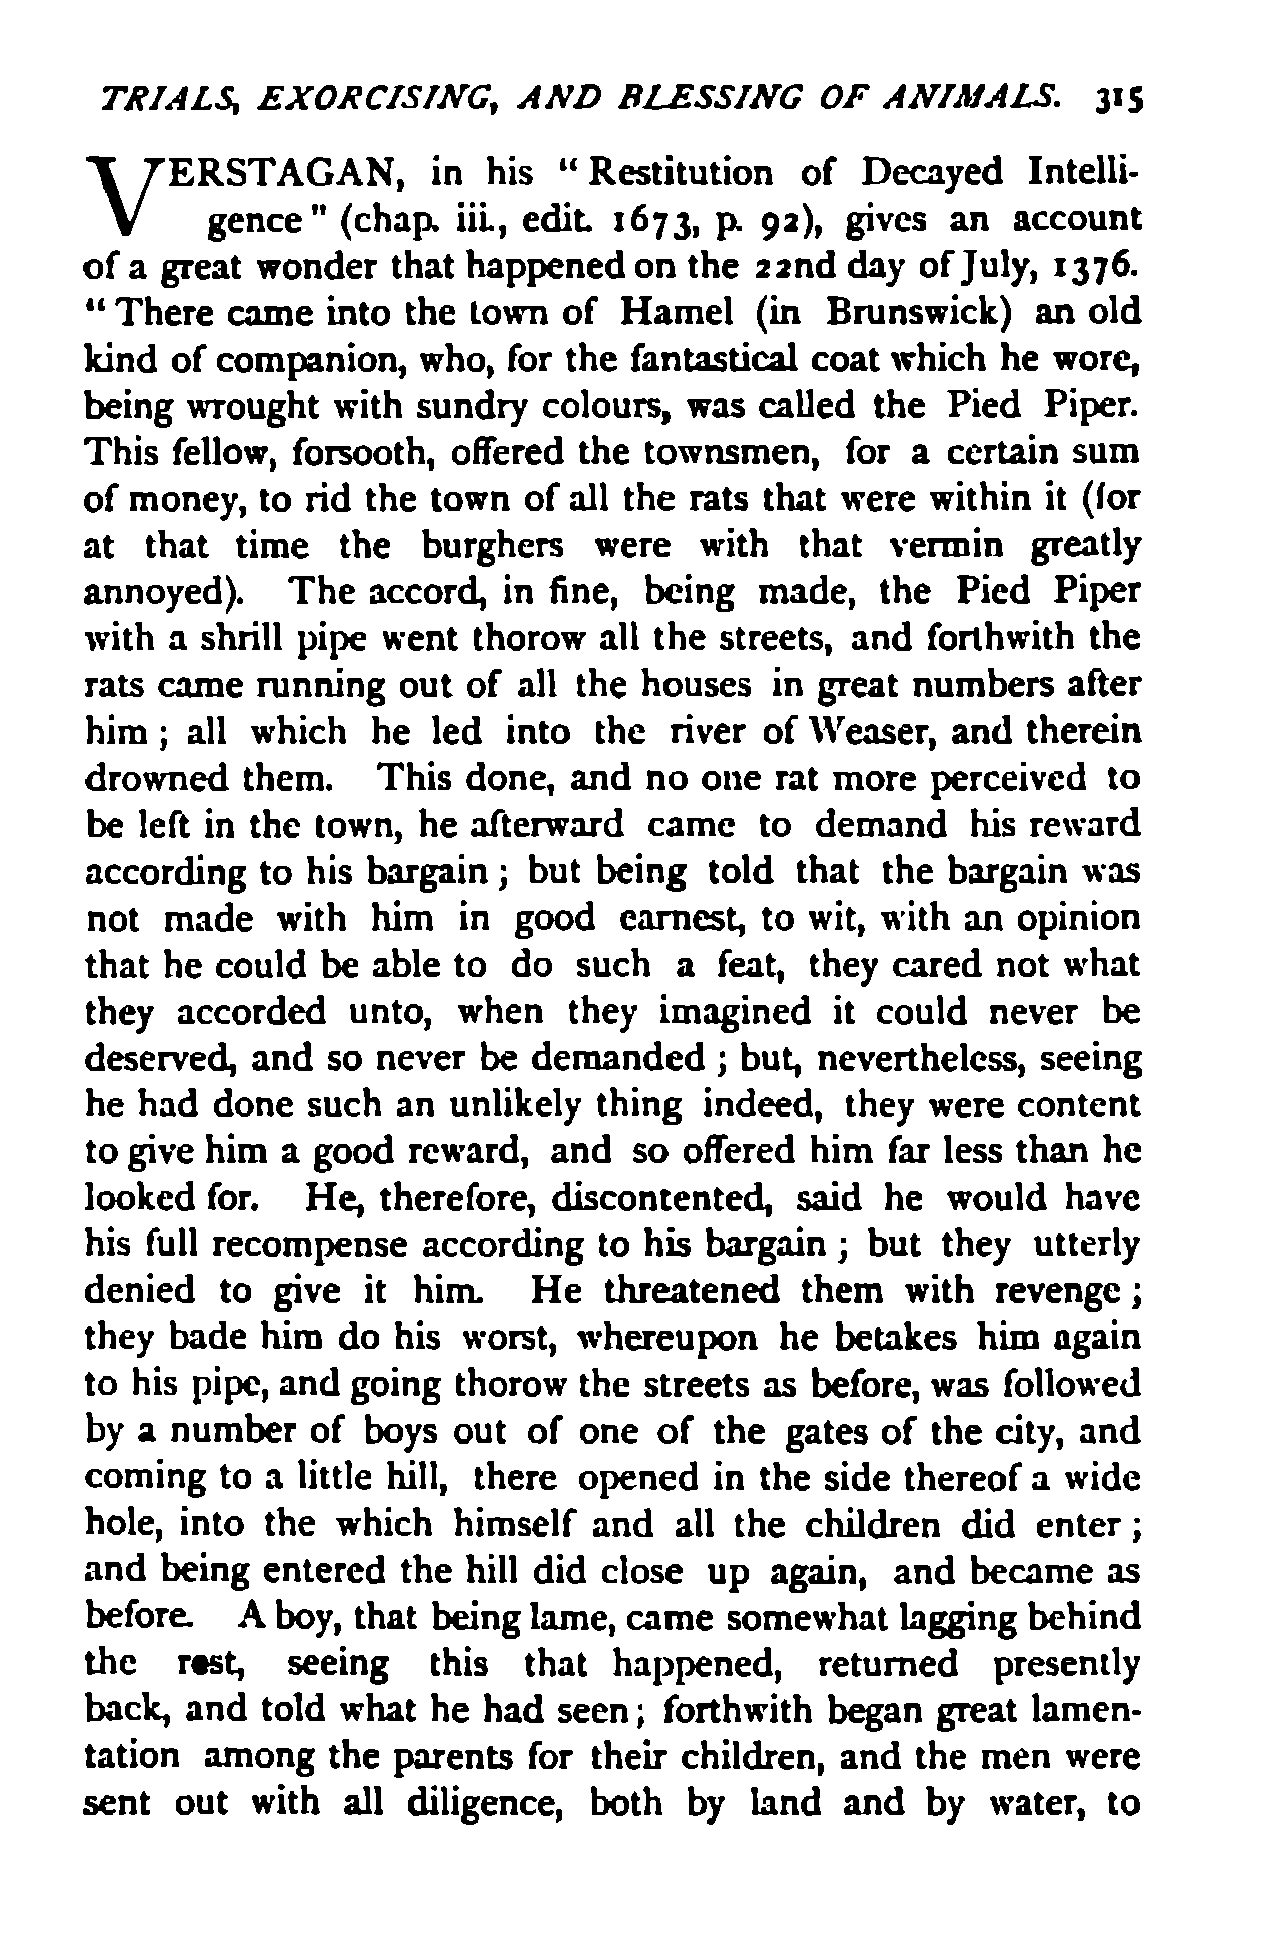 TRIALS, EXORCISING, AND BLESSING OF ANIMALS. 315
VERSTAGAN, in his " Restitution of Decayed Intelli-
gence" (chap. iii., edit. 1673, p. 92), gives an account
of a great wonder that happened on the 22nd day of July, 1376.
" There came into the town of Hamel (in Brunswick) an old
kind of companion, who, for the fantastical coat which he wore,
being wrought with sundry colours, was called the Pied Piper.
This fellow, forsooth, offered the townsmen, for a certain sum
of money, to rid the town of all the rats that were within it (for
at that time the burghers were with that vermin greatly
annoyed). The accord, in fine, being made, the Pied Piper
with a shrill pipe went thorow all the streets, and forthwith the
rats came running out of all the houses in great numbers after
him ; all which he led into the river of Weaser, and therein
drowned them. This done, and no one rat more perceived to
be left in the town, he afterward came to demand his reward
according to his bargain ; but being told that the bargain was
not made with him in good earnest, to wit, with an opinion
that he could be able to do such a feat, they cared not what
they accorded unto, when they imagined it could never be
deserved, and so never be demanded ; but, nevertheless, seeing
he had done such an unlikely thing indeed, they were content
to give him a good reward, and so offered him far less than he
looked for. He, therefore, discontented, said he would have
his full recompense according to his bargain ; but they utterly
denied to give it him. He threatened them with revenge ;
they bade him do his worst, whereupon he betakes him again
to his pipe, and going thorow the streets as before, was followed
by a number of boys out of one of the gates of the city, and
coming to a little hill, there opened in the side thereof a wide
hole, into the which himself and all the children did enter ;
and being entered the hill did close up again, and became as
before. A boy, that being lame, came somewhat lagging behind
the rest, seeing this that happened, returned presently
back, and told what he had seen ; forthwith began great lamen-
tation among the parents for their children, and the men were
sent out with all diligence, both by land and by water, to